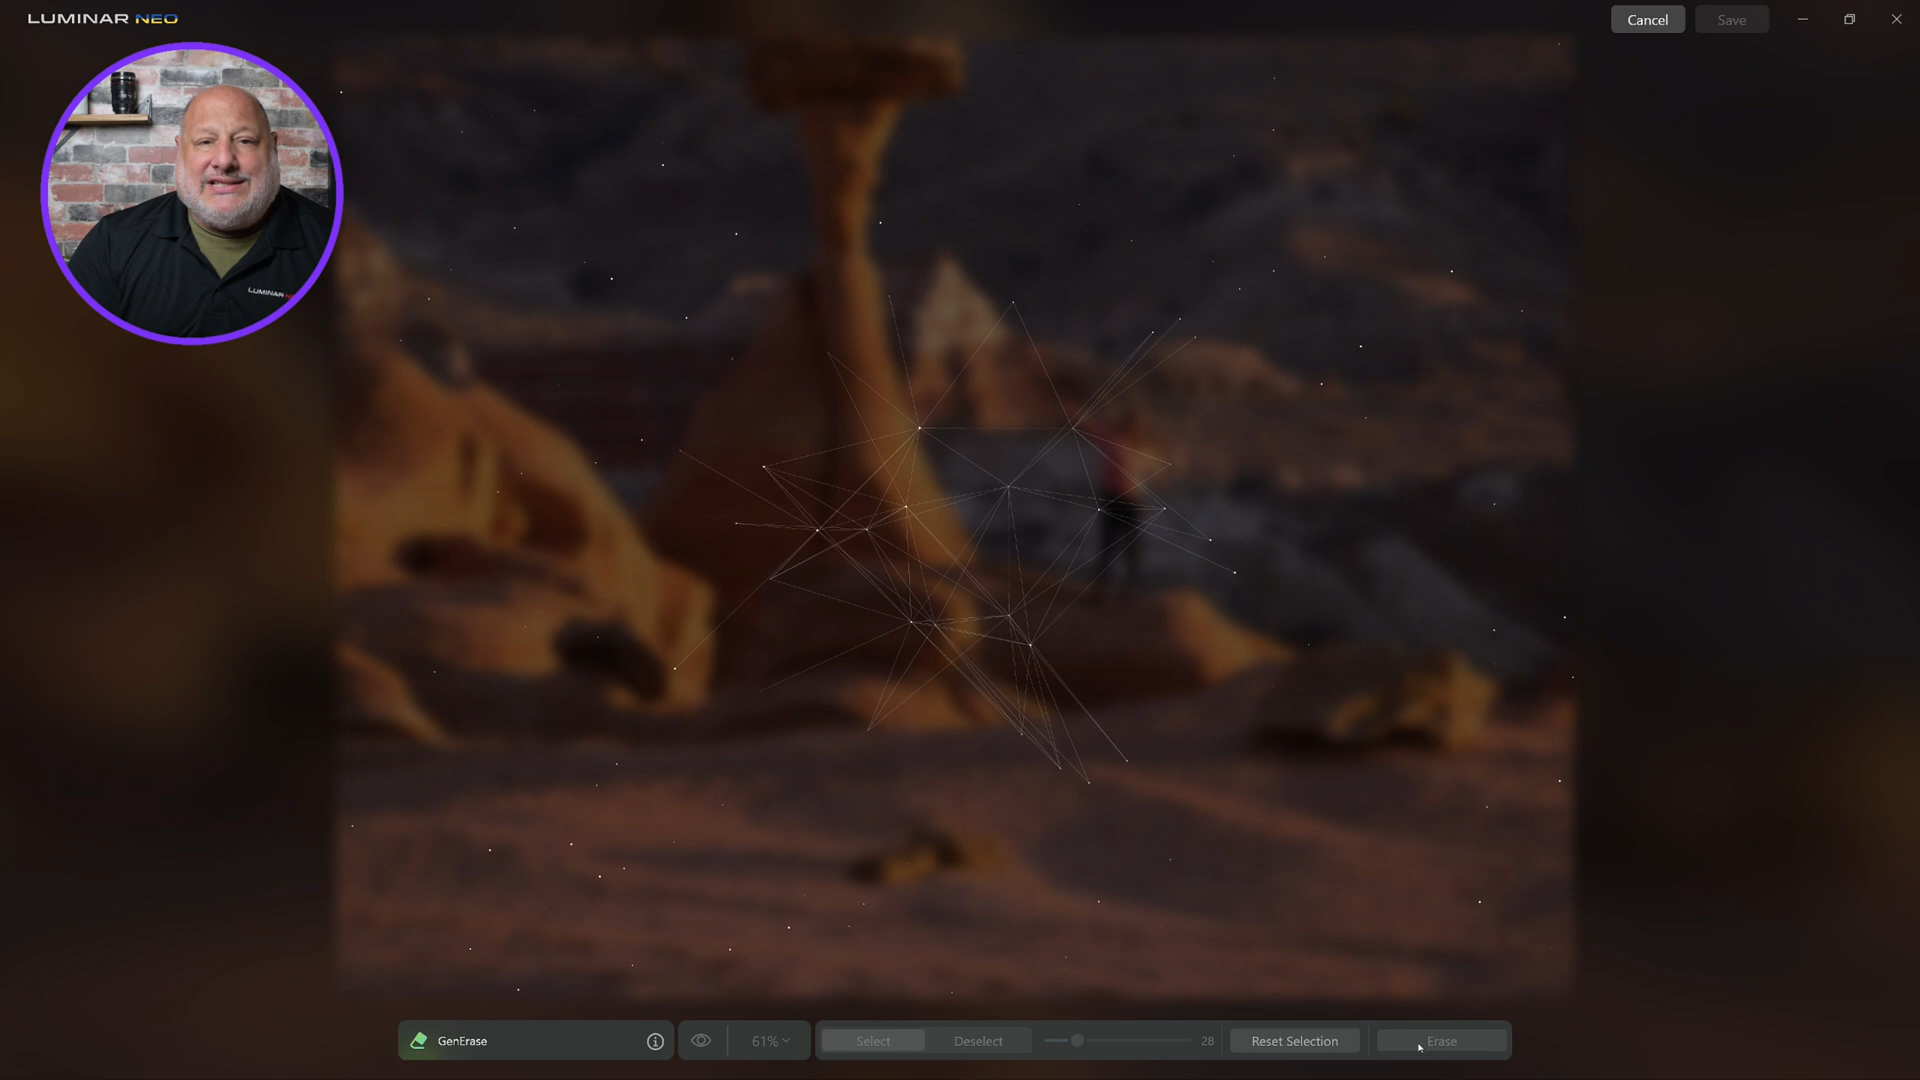 LUMINAR NEO
Cancel
Save
LUMINAR
GenErase
61%
Select
Deselect
28
Reset Selection
Erase